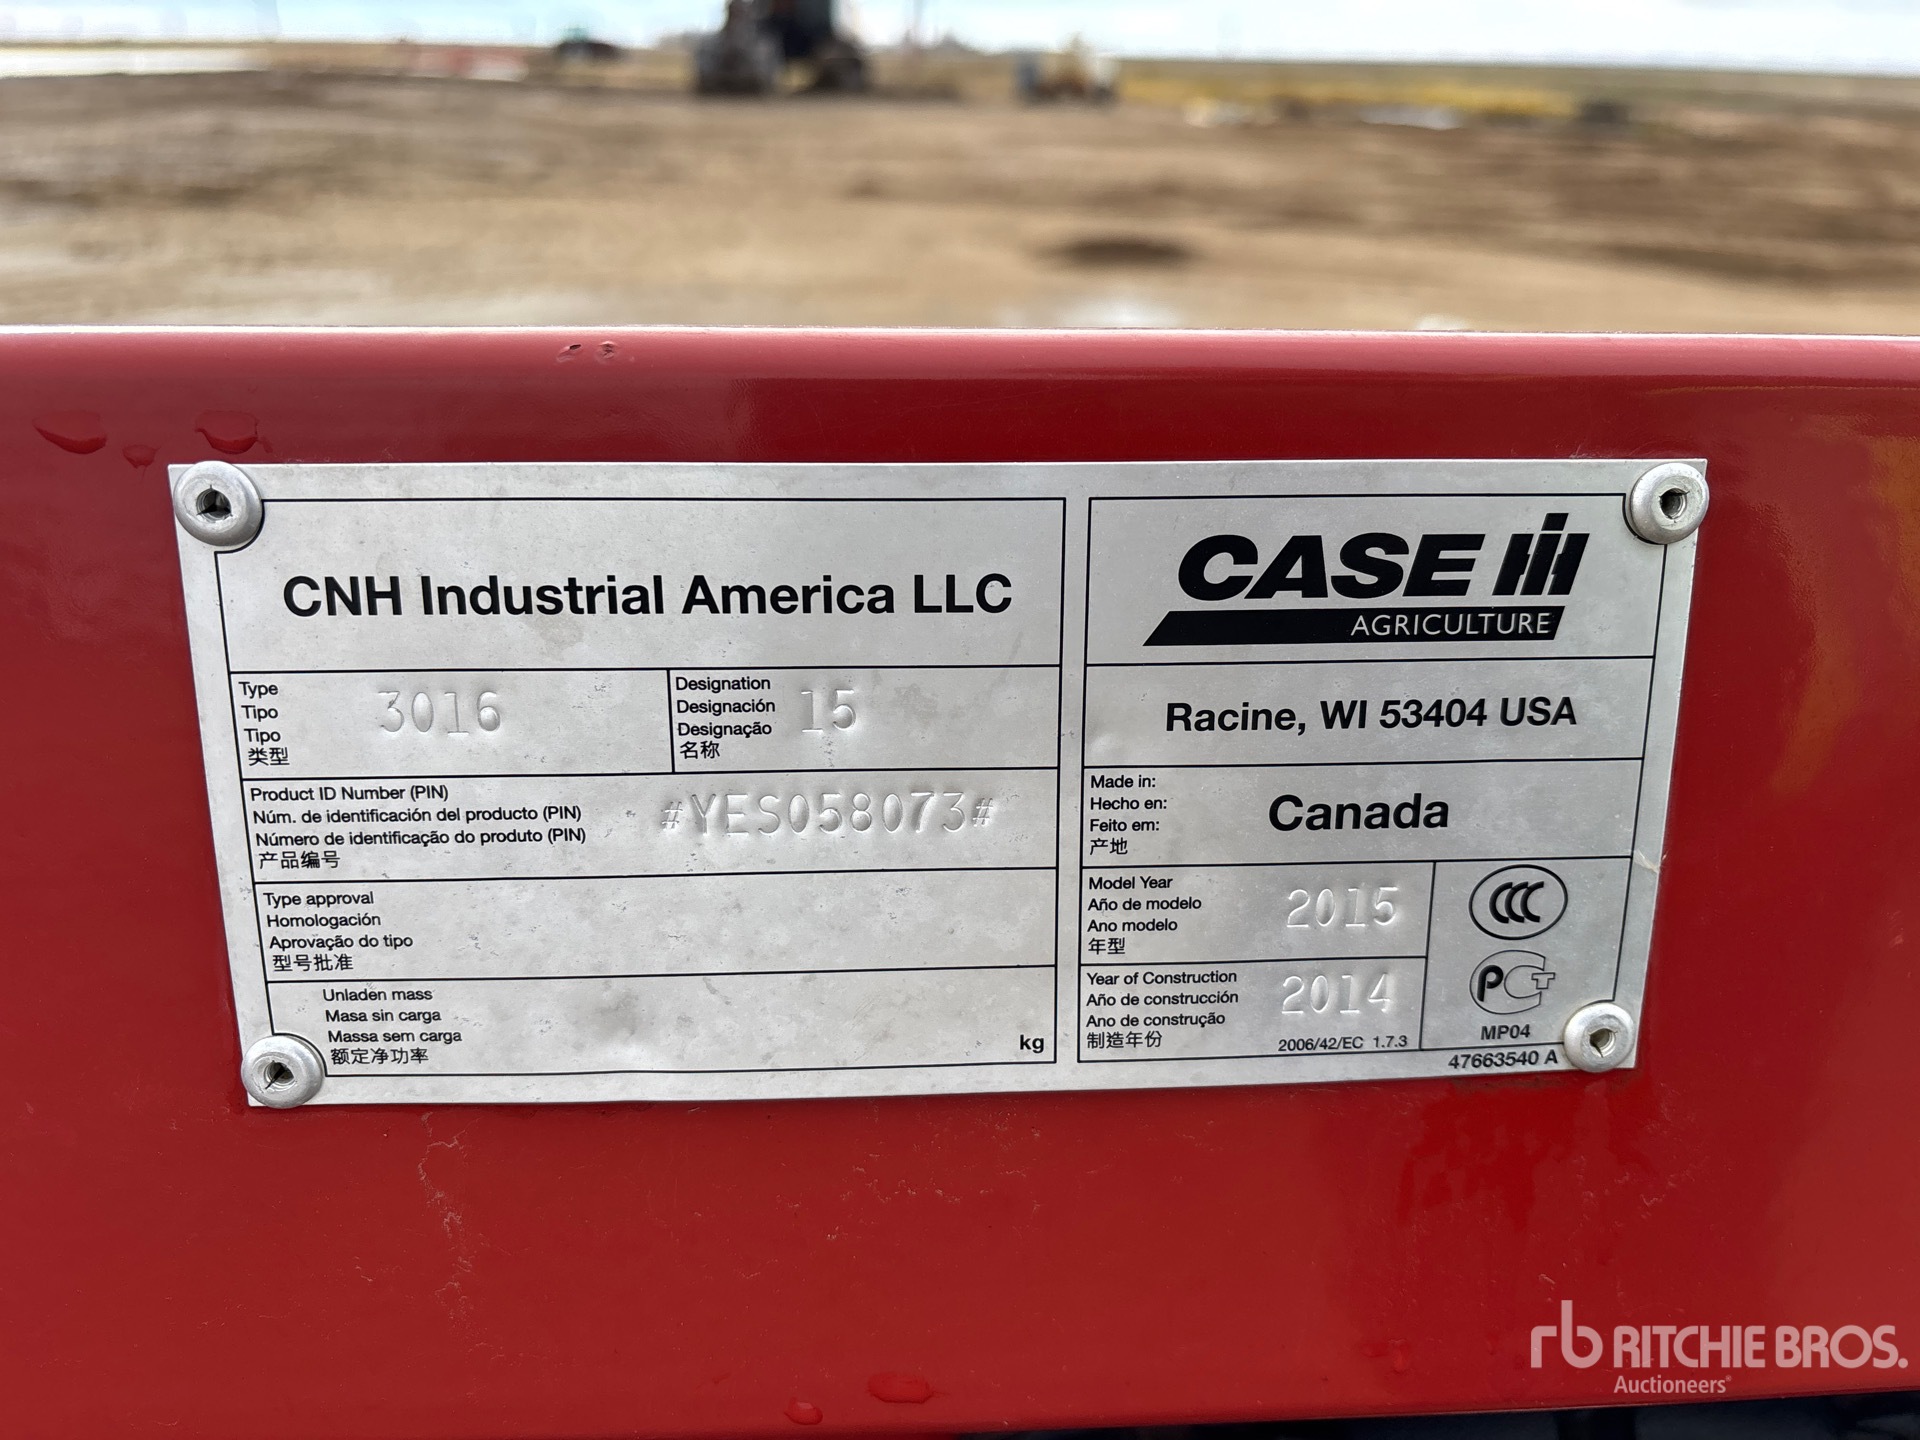 CNH Industrial America LLC
Type
Tipo
Tipo
类型
3016
Designation
Designación
Designação
名称
15
Product ID Number (PIN)
Núm. de identificación del producto (PIN)
Número de identificação do produto (PIN)
产品编号
#YES058073#
Type approval
Homologación
Aprovação do tipo
型号批准
Unladen mass
Masa sin carga
Massa sem carga
额定净功率
kg
CASE IH
AGRICULTURE
Racine, WI 53404 USA
Made in:
Hecho en:
Feito em:
产地
Canada
Model Year
Año de modelo
Ano modelo
年型
2015
Year of Construction
Año de construcción
Ano de construção
制造年份
2014
2006/42/EC 1.7.3
CCC
PCT
MP04
47663540 A
rb RITCHIE BROS.
Auctioneers®